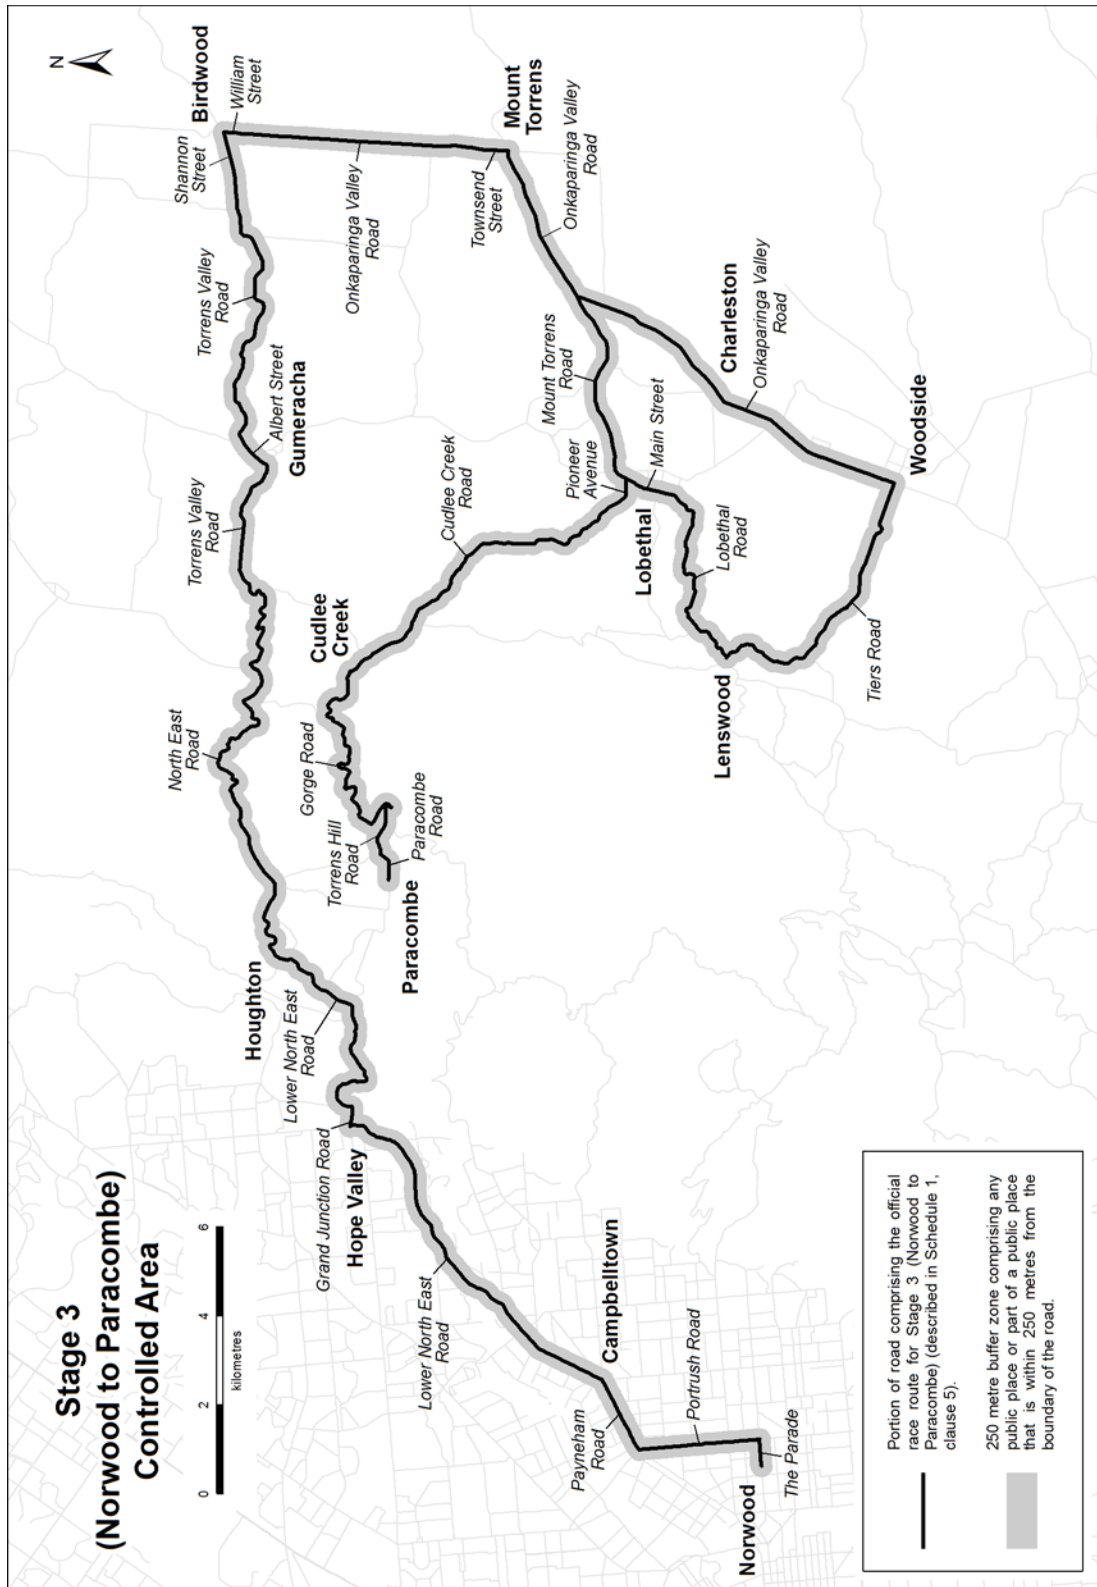 Stage 3
(Norwood to Paracombe)
Controlled Area
0
2
4
6
kilometres
N
Birdwood
William
Street
Shannon
Street
Torrens Valley
Road
Onkaparinga Valley
Road
Townsend
Street
Mount
Torrens
Onkaparinga Valley
Road
Albert Street
Gumeracha
Torrens Valley
Road
Mount Torrens
Road
Charleston
Onkaparinga Valley
Road
Cudlee Creek
Road
Pioneer
Avenue
Main Street
Woodside
Lobethal
Lobethal
Road
Cudlee
Creek
North East
Road
Gorge Road
Lenswood
Tiers Road
Torrens Hill
Road
Paracombe
Road
Paracombe
Houghton
Lower North East
Road
Grand Junction Road
Hope Valley
Lower North East
Road
Campbelltown
Payneham
Road
Portrush Road
Norwood
The Parade
Portion of road comprising the official
race route for Stage 3 (Norwood to
Paracombe) (described in Schedule 1,
clause 5).
250 metre buffer zone comprising any
public place or part of a public place
that is within 250 metres from the
boundary of the road.